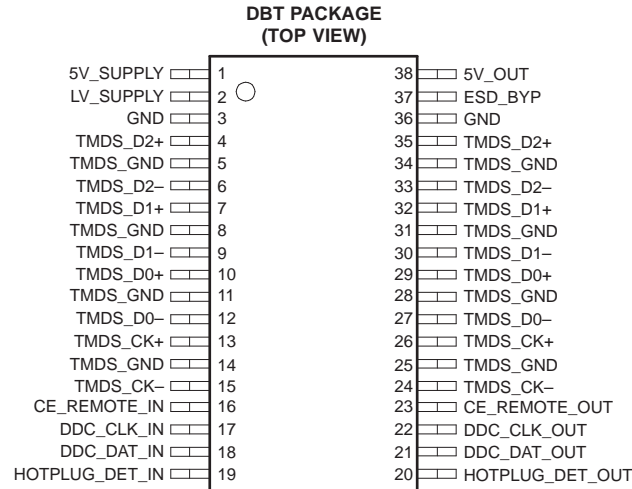 DBT PACKAGE
(TOP VIEW)
5V_SUPPLY 1 38 5V_OUT
LV_SUPPLY 2 37 ESD_BYP
GND 3 36 GND
TMDS_D2+ 4 35 TMDS_D2+
TMDS_GND 5 34 TMDS_GND
TMDS_D2– 6 33 TMDS_D2–
TMDS_D1+ 7 32 TMDS_D1+
TMDS_GND 8 31 TMDS_GND
TMDS_D1– 9 30 TMDS_D1–
TMDS_D0+ 10 29 TMDS_D0+
TMDS_GND 11 28 TMDS_GND
TMDS_D0– 12 27 TMDS_D0–
TMDS_CK+ 13 26 TMDS_CK+
TMDS_GND 14 25 TMDS_GND
TMDS_CK– 15 24 TMDS_CK–
CE_REMOTE_IN 16 23 CE_REMOTE_OUT
DDC_CLK_IN 17 22 DDC_CLK_OUT
DDC_DAT_IN 18 21 DDC_DAT_OUT
HOTPLUG_DET_IN 19 20 HOTPLUG_DET_OUT